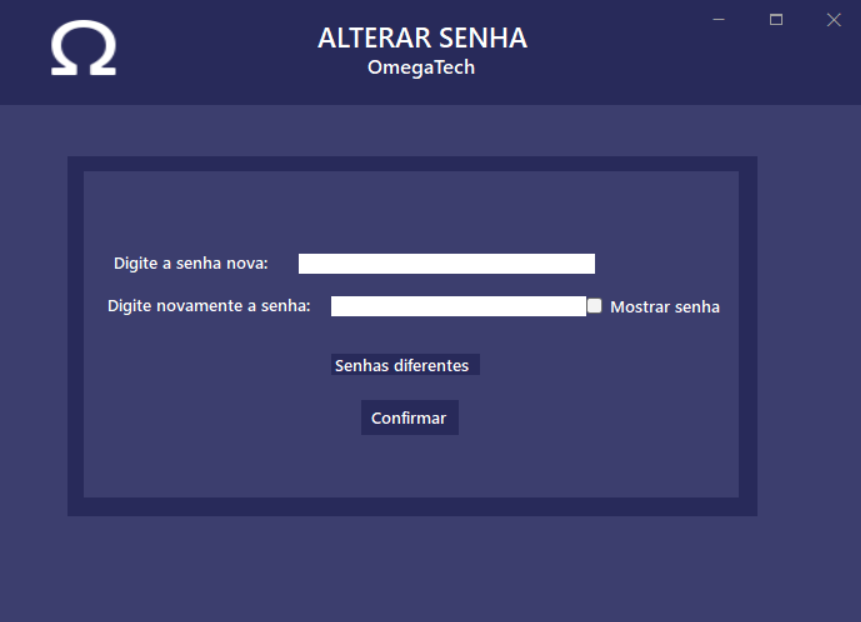 Ω
ALTERAR SENHA
OmegaTech
Digite a senha nova:
Digite novamente a senha:
Mostrar senha
Senhas diferentes
Confirmar